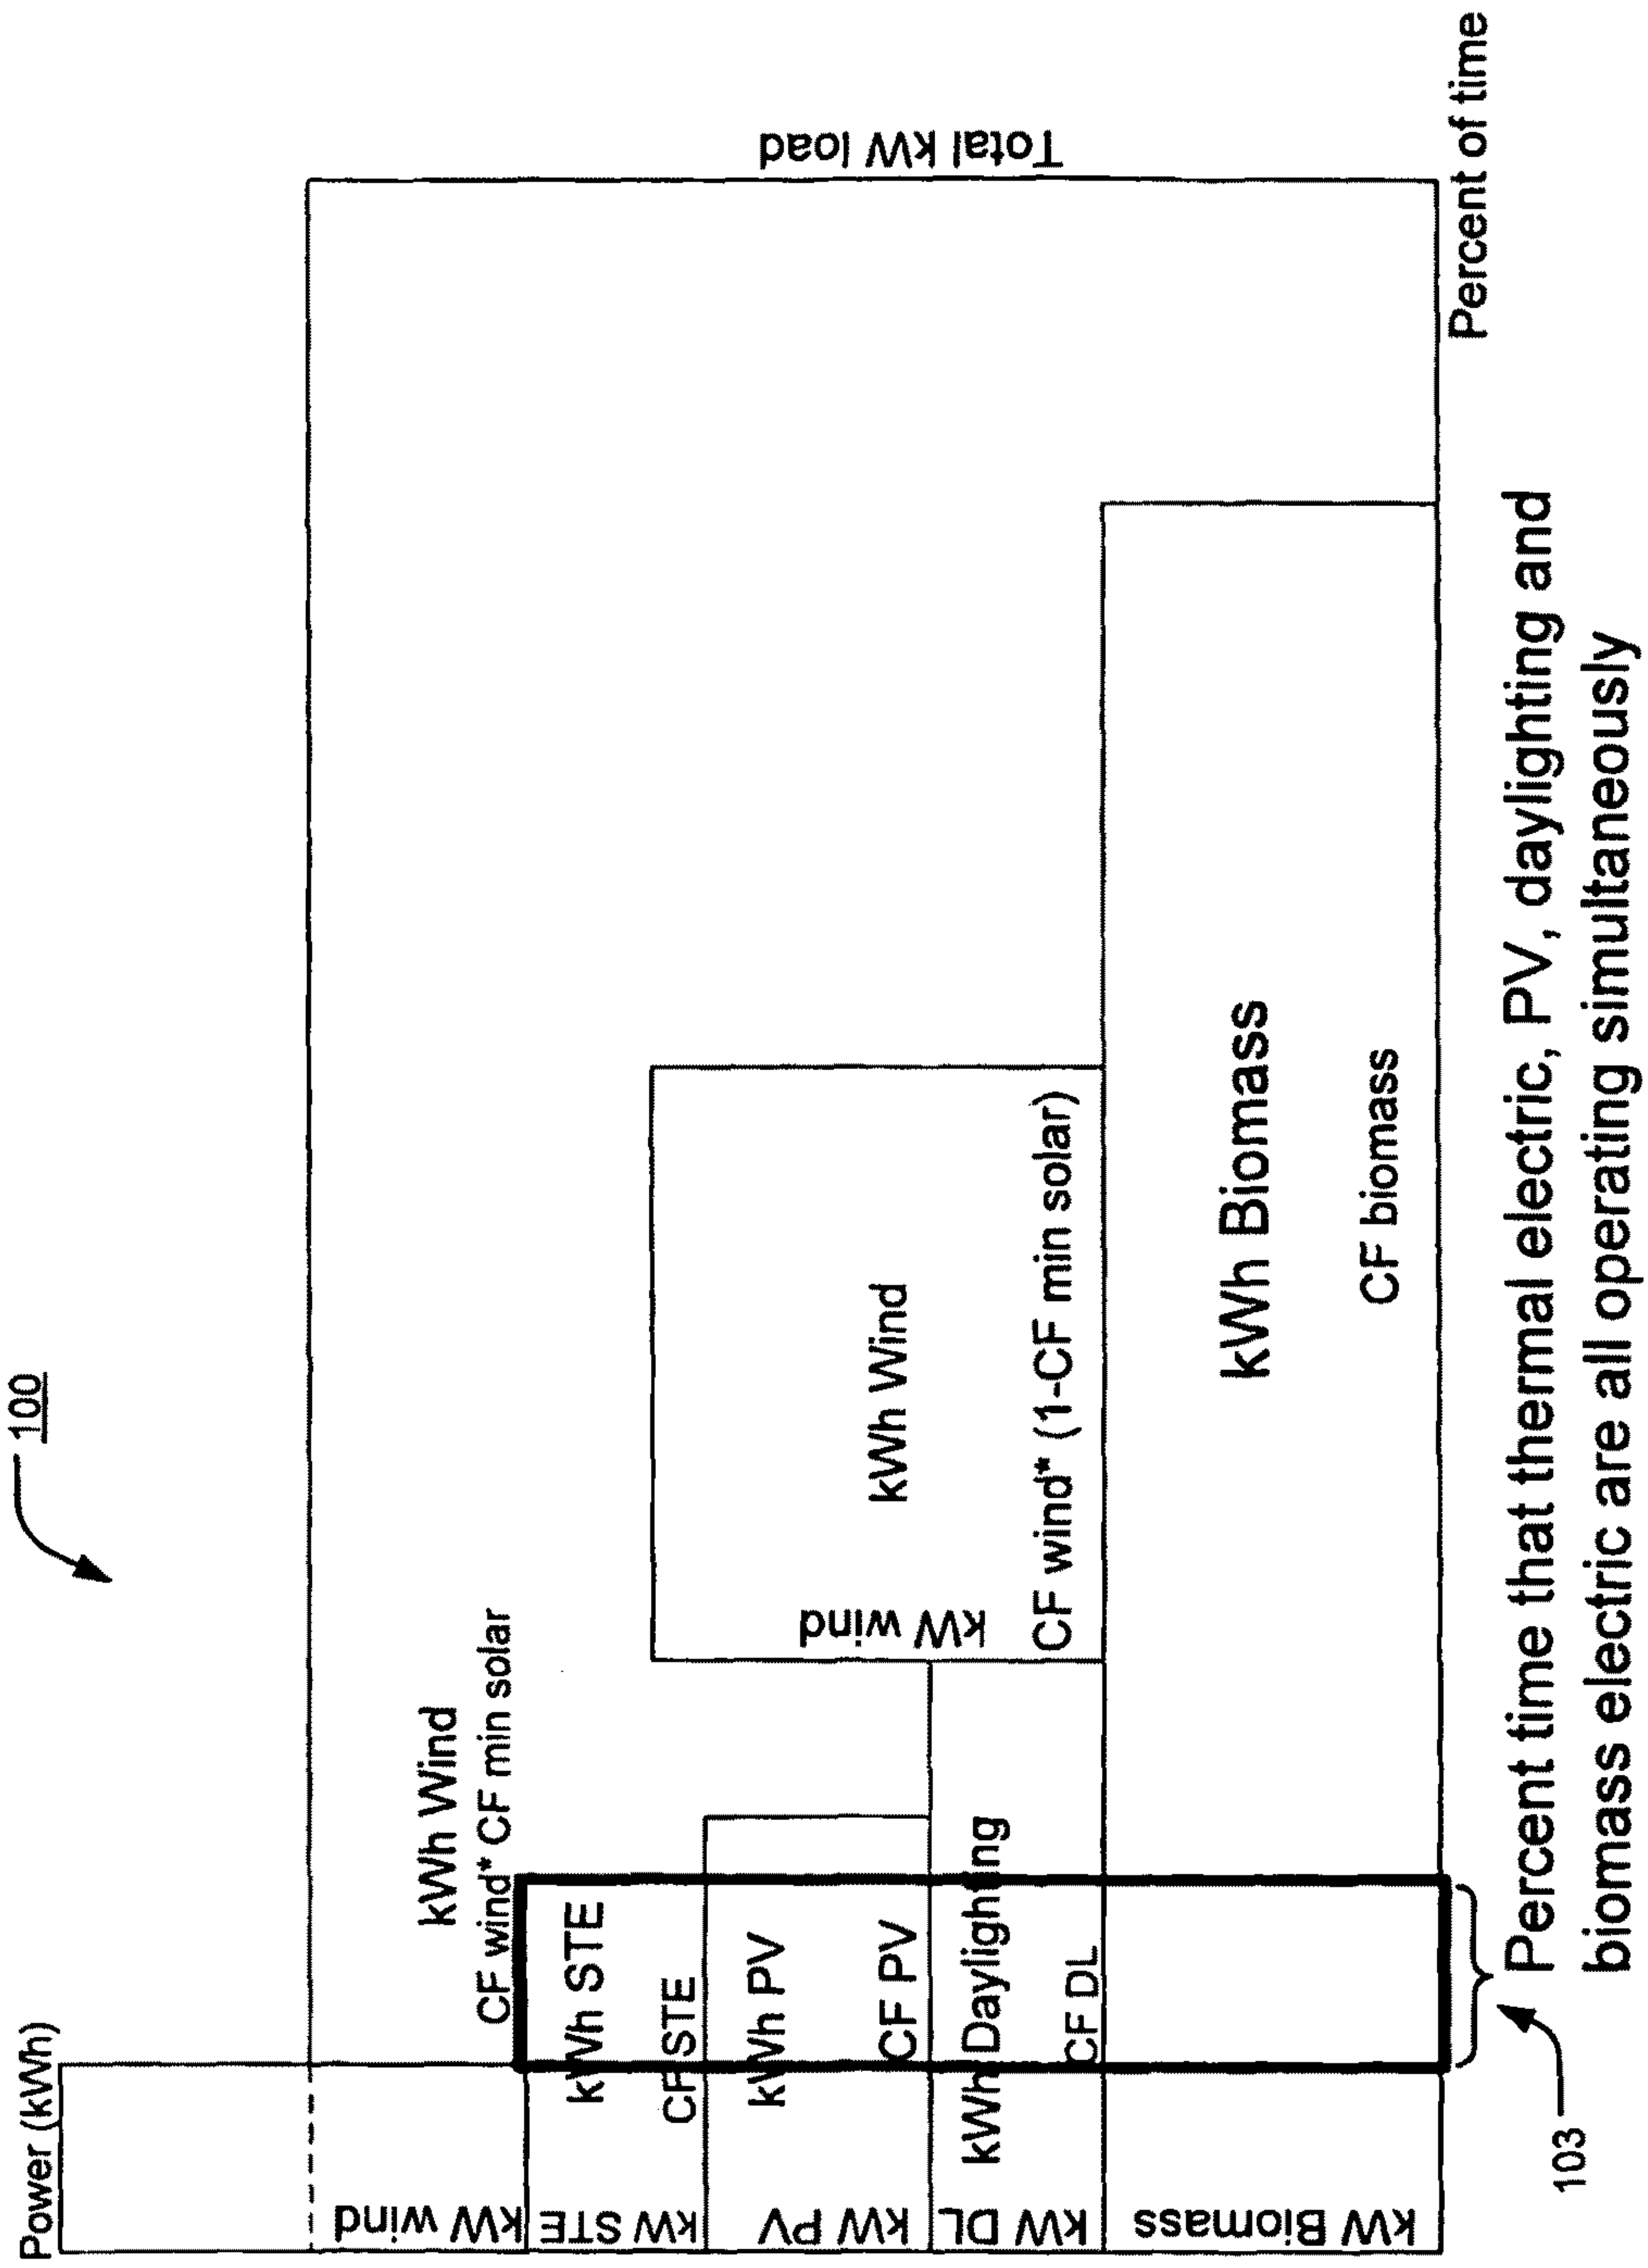 100
Power (kWh)
kW wind
kW STE
kW PV
kW DL
kW Biomass
kWh Wind
CF wind* CF min solar
kWh STE
CF STE
kWh PV
CF PV
kWh Daylighting
CF DL
kW wind
kWh Wind
CF wind* (1-CF min solar)
kWh Biomass
CF biomass
Total kW load
Percent of time
103
Percent time that thermal electric, PV, daylighting and
biomass electric are all operating simultaneously